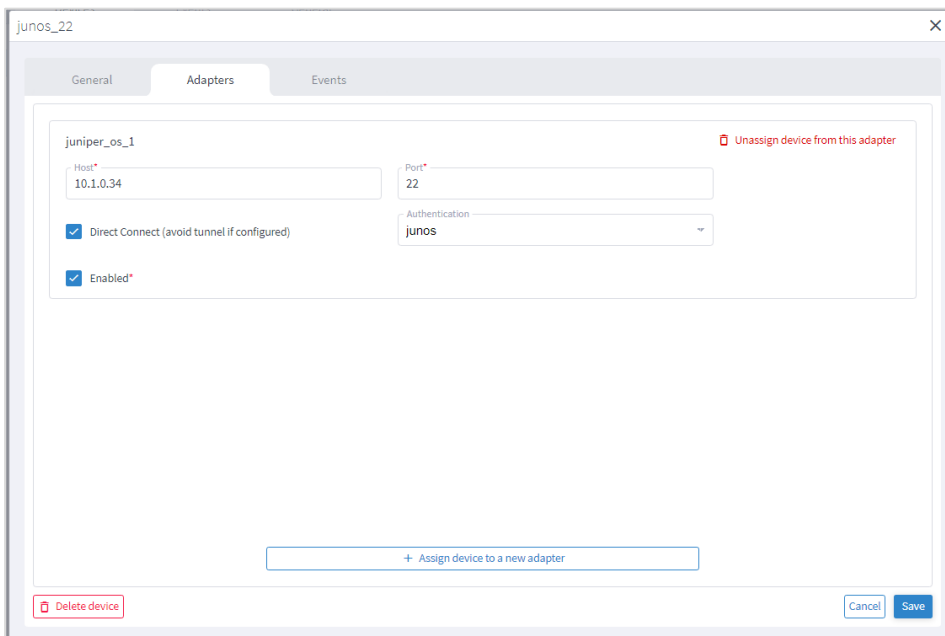 junos_22
General Adapters Events
juniper_os_1 Unassign device from this adapter
Host* Port*
10.1.0.34 22
Authentication
Direct Connect (avoid tunnel if configured) junos
Enabled*
+ Assign device to a new adapter
Delete device Cancel Save